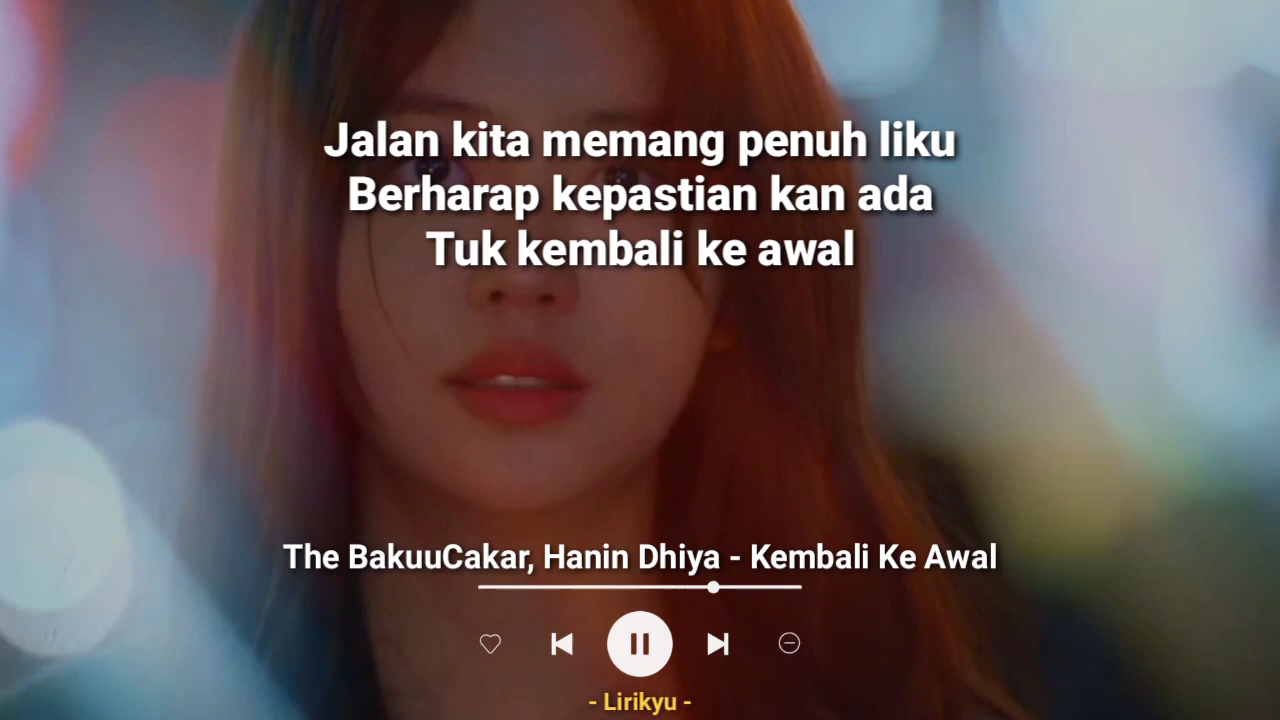 Jalan kita memang penuh liku
Berharap kepastian kan ada
Tuk kembali ke awal
The BakuuCakar, Hanin Dhiya - Kembali Ke Awal
- Lirikyu -